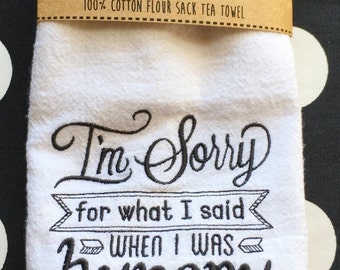 100% COTTON FLOUR SACK TEA TOWEL
I'm Sorry
for what I said
WHEN I WAS